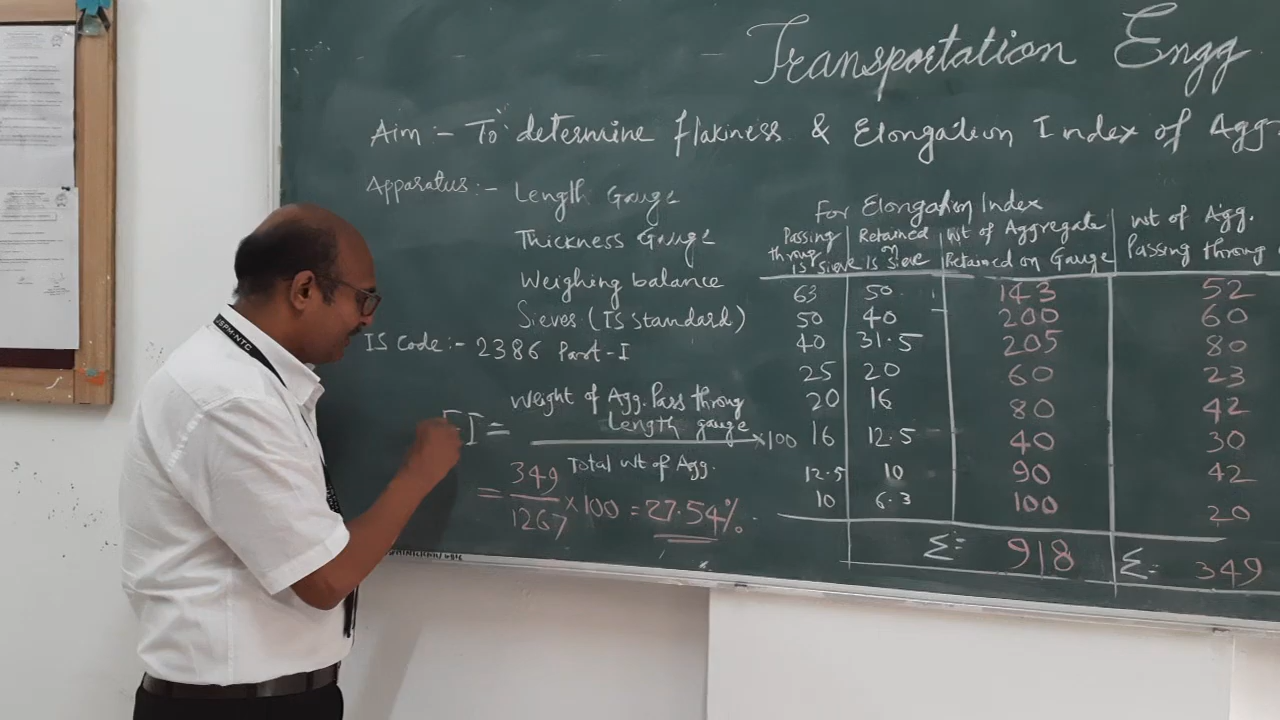 Transportation Engg
Aim :- To determine flakiness & Elongation Index of Agg-
Apparatus :- Length Gauge
Thickness Gauge
Weighing balance
Sieves (IS standard)
IS Code :- 2386 Part-I
Weight of Agg. Pass throug
Length gauge
×100
I =
Total wt of Agg.
= 349/1267 ×100 = 27.54%.
For Elongation Index
Passing throug IS Sieve | Retained on IS Sieve | Wt of Aggregate Retained on Gauge | Wt of Agg. Passing throug
63 | 50 | 143 | 52
50 | 40 | 200 | 60
40 | 31.5 | 205 | 80
25 | 20 | 60 | 23
20 | 16 | 80 | 42
16 | 12.5 | 40 | 30
12.5 | 10 | 90 | 42
10 | 6.3 | 100 | 20
Σ = 918 | Σ = 349
JSPM-NTC